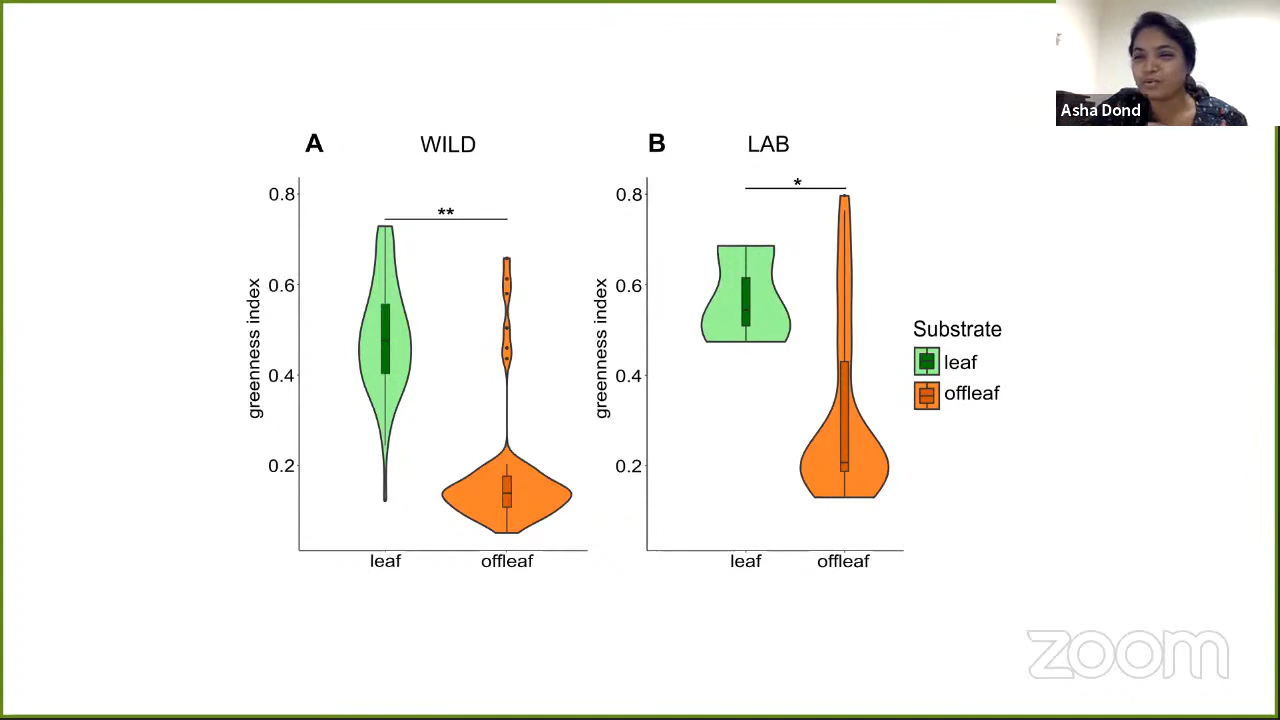 Asha Dond
A WILD
B LAB
**
*
0.8
0.6
0.4
0.2
greenness index
leaf
offleaf
0.8
0.6
0.4
0.2
greenness index
leaf
offleaf
Substrate
leaf
offleaf
zoom